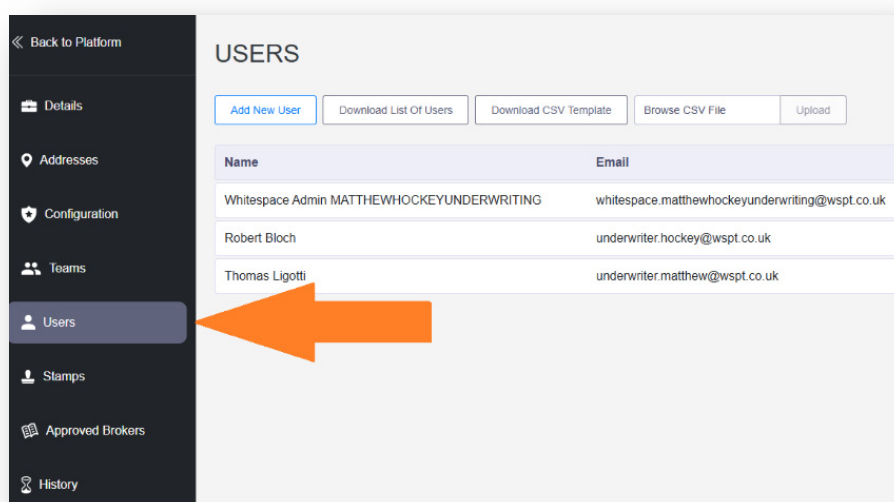 Back to Platform
Details
Addresses
Configuration
Teams
Users
Stamps
Approved Brokers
History
USERS
Add New User Download List Of Users Download CSV Template Browse CSV File Upload
Name Email
Whitespace Admin MATTHEWHOCKEYUNDERWRITING whitespace.matthewhockeyunderwriting@wspt.co.uk
Robert Bloch underwriter.hockey@wspt.co.uk
Thomas Ligotti underwriter.matthew@wspt.co.uk